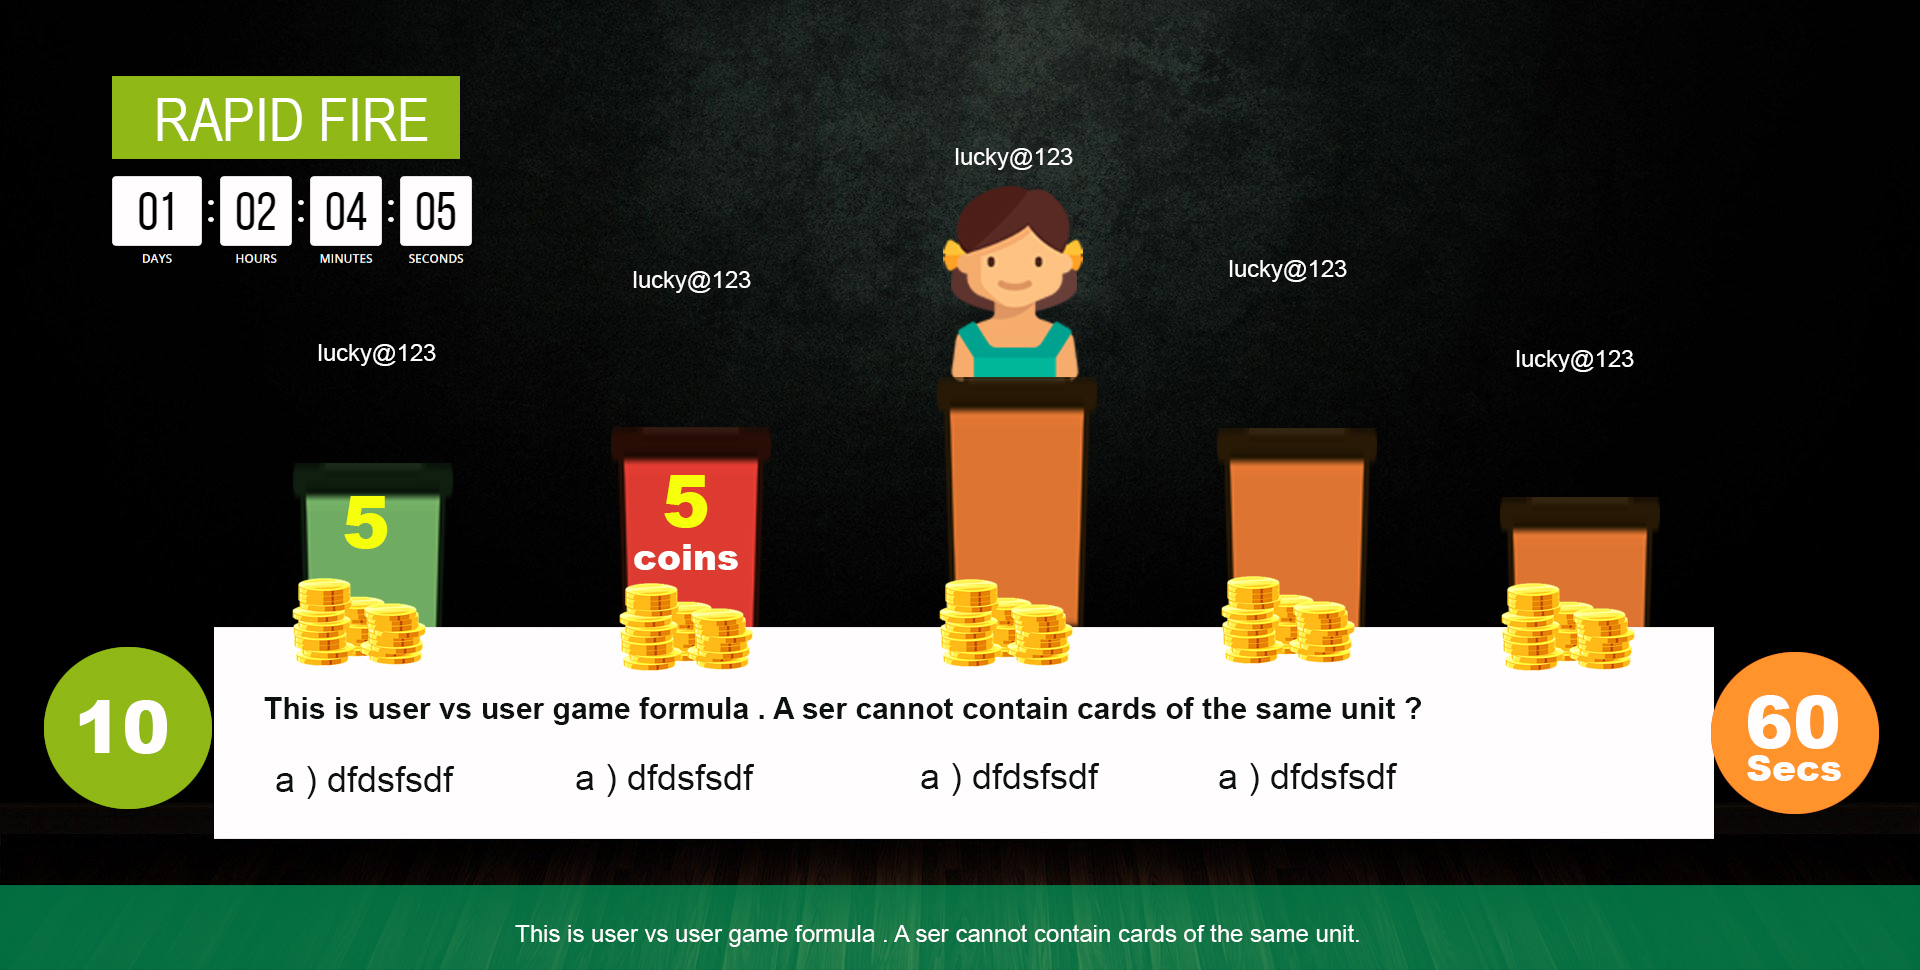 RAPID FIRE
01 : 02 : 04 : 05
DAYS HOURS MINUTES SECONDS
lucky@123
lucky@123
lucky@123
lucky@123
lucky@123
5
5
coins
10
This is user vs user game formula . A ser cannot contain cards of the same unit ?
a ) dfdsfsdf a ) dfdsfsdf a ) dfdsfsdf a ) dfdsfsdf
60
Secs
This is user vs user game formula . A ser cannot contain cards of the same unit.